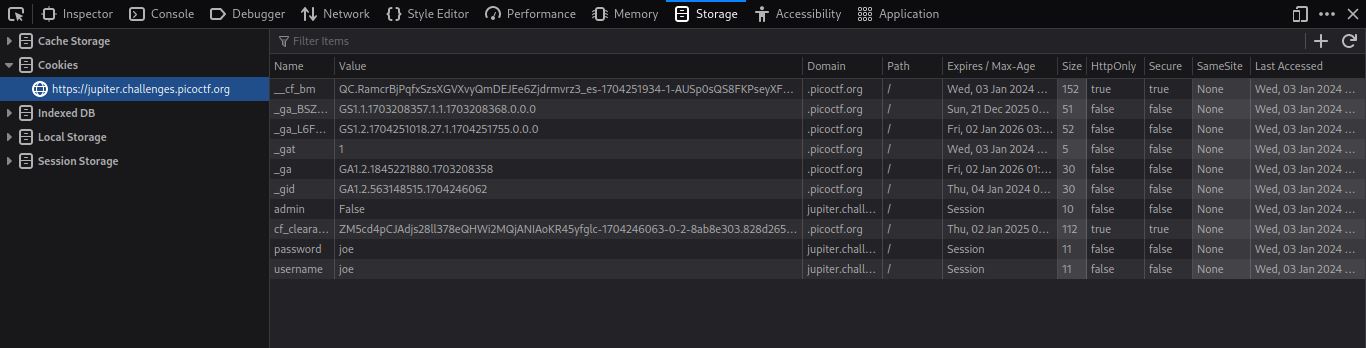 Inspector Console Debugger Network Style Editor Performance Memory Storage Accessibility Application
Cache Storage
Cookies
https://jupiter.challenges.picoctf.org
Indexed DB
Local Storage
Session Storage
Filter Items
Name Value Domain Path Expires / Max-Age Size HttpOnly Secure SameSite Last Accessed
__cf_bm QC.RamcrBjPqfxSzsXGVXvyQmDEJEe6Zjdrmvrz3_es-1704251934-1-AUSp0sQS8FKPseyXF... .picoctf.org / Wed, 03 Jan 2024 ... 152 true true None Wed, 03 Jan 2024 ...
_ga_BSZ... GS1.1.1703208357.1.1.1703208368.0.0.0 .picoctf.org / Sun, 21 Dec 2025 0... 51 false false None Wed, 03 Jan 2024 ...
_ga_L6F... GS1.2.1704251018.27.1.1704251755.0.0.0 .picoctf.org / Fri, 02 Jan 2026 03:... 52 false false None Wed, 03 Jan 2024 ...
_gat 1 .picoctf.org / Wed, 03 Jan 2024 ... 5 false false None Wed, 03 Jan 2024 ...
_ga GA1.2.1845221880.1703208358 .picoctf.org / Fri, 02 Jan 2026 01:... 30 false false None Wed, 03 Jan 2024 ...
_gid GA1.2.563148515.1704246062 .picoctf.org / Thu, 04 Jan 2024 0... 30 false false None Wed, 03 Jan 2024 ...
admin False jupiter.chall... / Session 10 false false None Wed, 03 Jan 2024 ...
cf_cleara... ZM5cd4pCJAdjs28ll378eQHWi2MQjANIAoKR45yfglc-1704246063-0-2-8ab8e303.828d265... .picoctf.org / Thu, 02 Jan 2025 0... 112 true true None Wed, 03 Jan 2024 ...
password joe jupiter.chall... / Session 11 false false None Wed, 03 Jan 2024 ...
username joe jupiter.chall... / Session 11 false false None Wed, 03 Jan 2024 ...